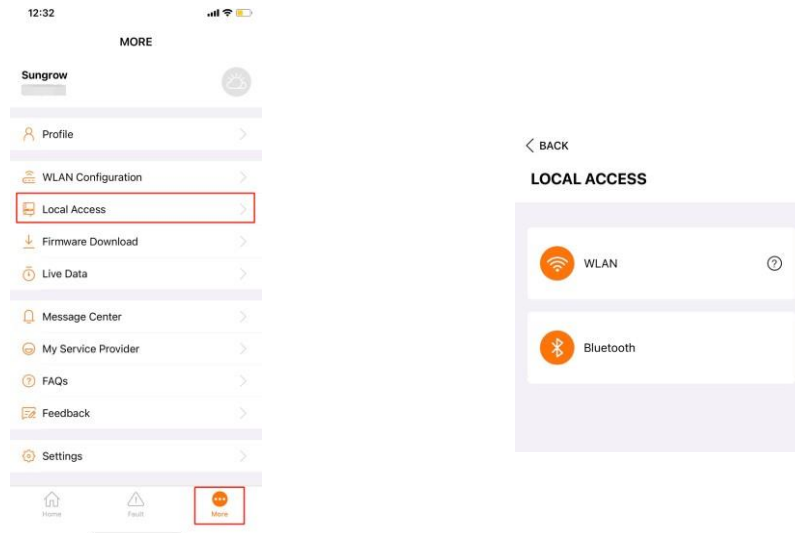 12:32
MORE
Sungrow
Profile
WLAN Configuration
Local Access
Firmware Download
Live Data
Message Center
My Service Provider
FAQs
Feedback
Settings
Home
Fault
More
BACK
LOCAL ACCESS
WLAN
Bluetooth